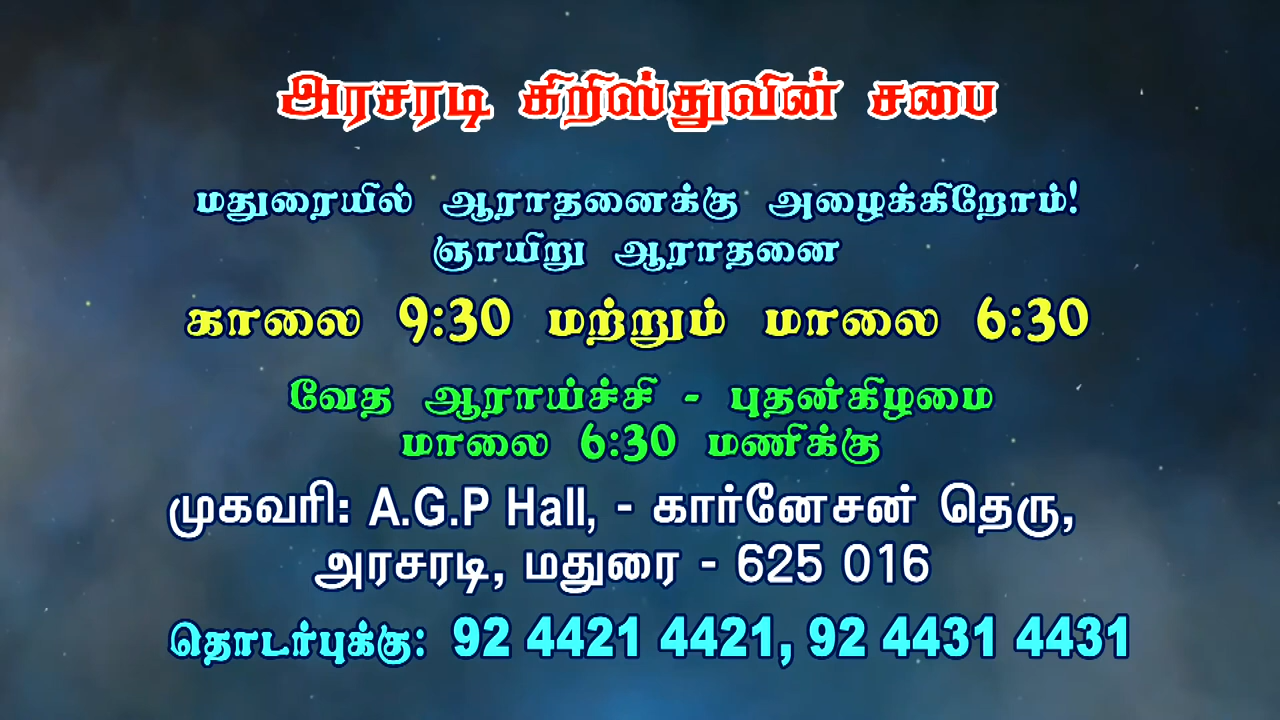 அரசரடி கிறிஸ்துவின் சபை
மதுரையில் ஆராதனைக்கு அழைக்கிறோம்!
ஞாயிறு ஆராதனை
காலை 9:30 மற்றும் மாலை 6:30
வேத ஆராய்ச்சி - புதன்கிழமை
மாலை 6:30 மணிக்கு
முகவரி: A.G.P Hall, - கார்னேசன் தெரு,
அரசரடி, மதுரை - 625 016
தொடர்புக்கு: 92 4421 4421, 92 4431 4431